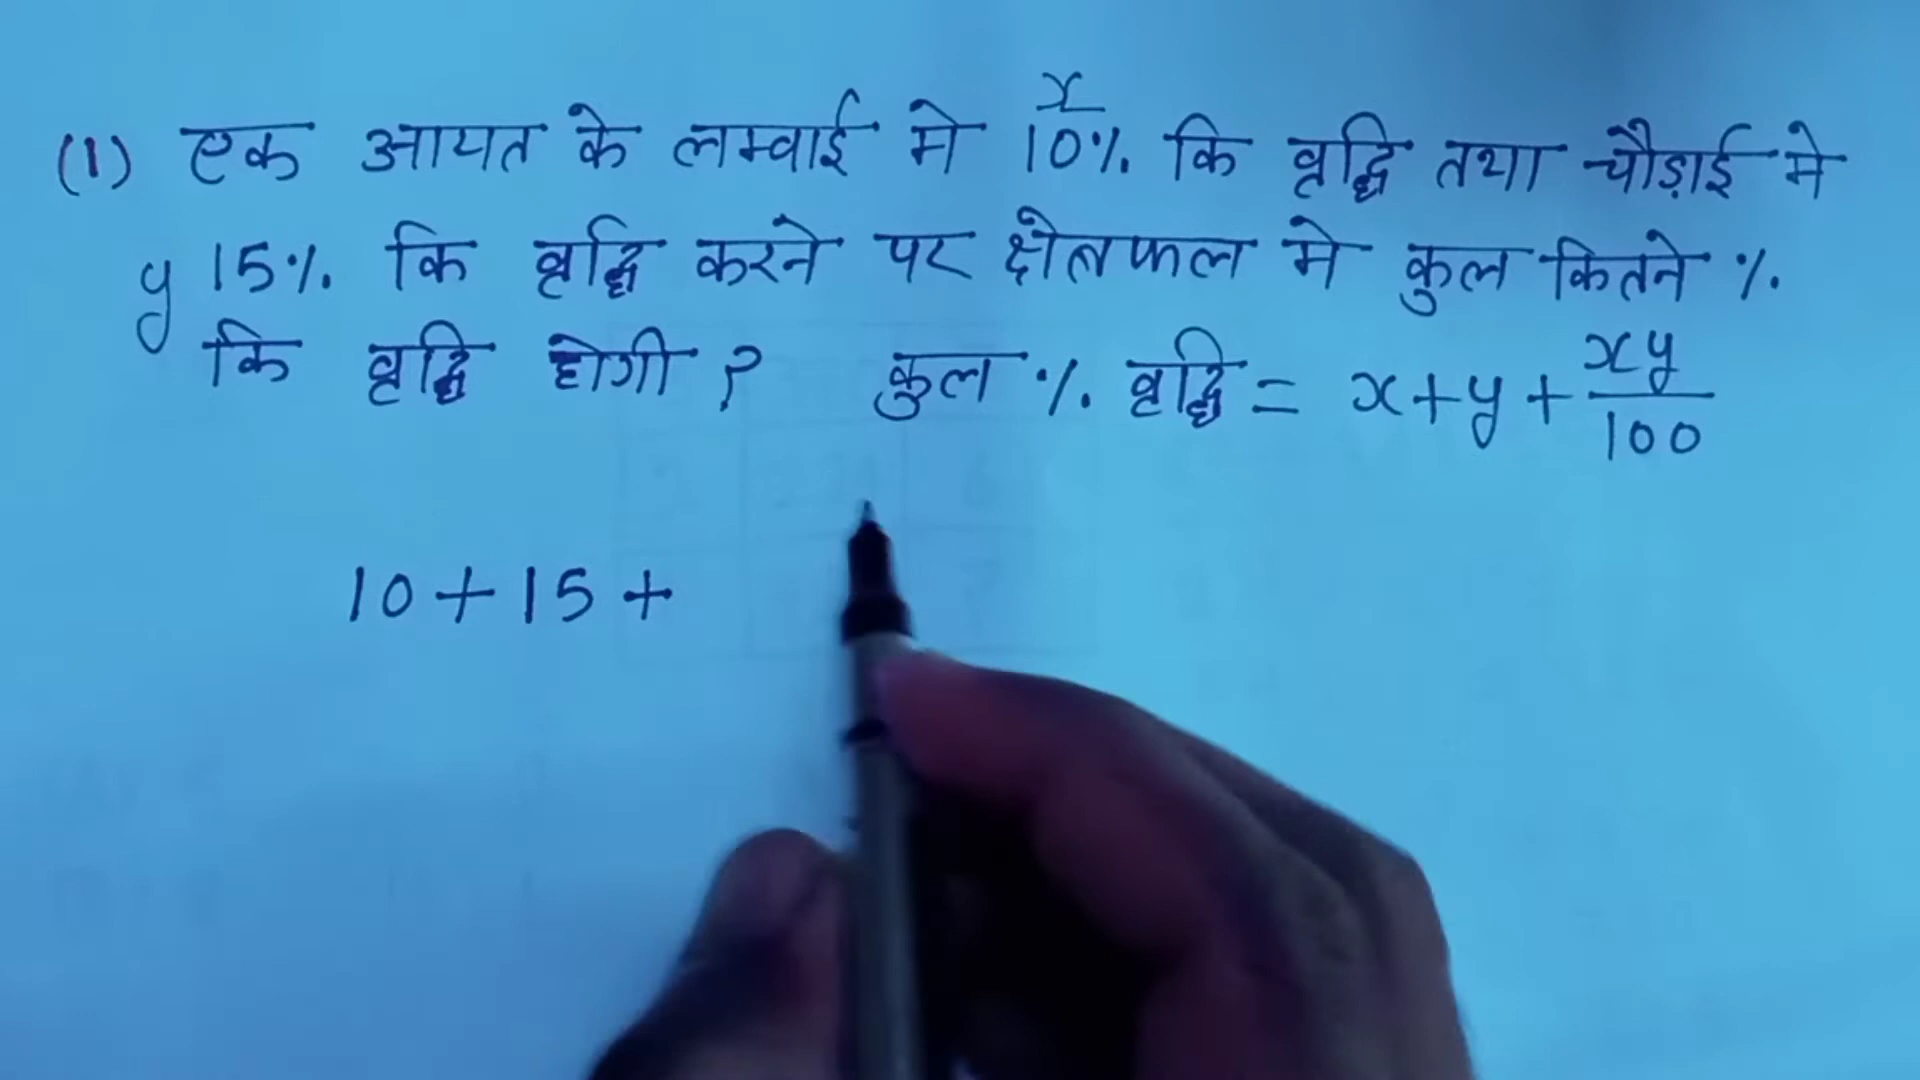 x
(1) एक आयत के लम्वाई मे 10%. कि वृद्धि तथा चौड़ाई मे
y 15%. कि वृद्धि करने पर क्षेत्रफल मे कुल कितने %.
कि वृद्धि होगी ? कुल %. वृद्धि = x + y + xy/100
10 + 15 +